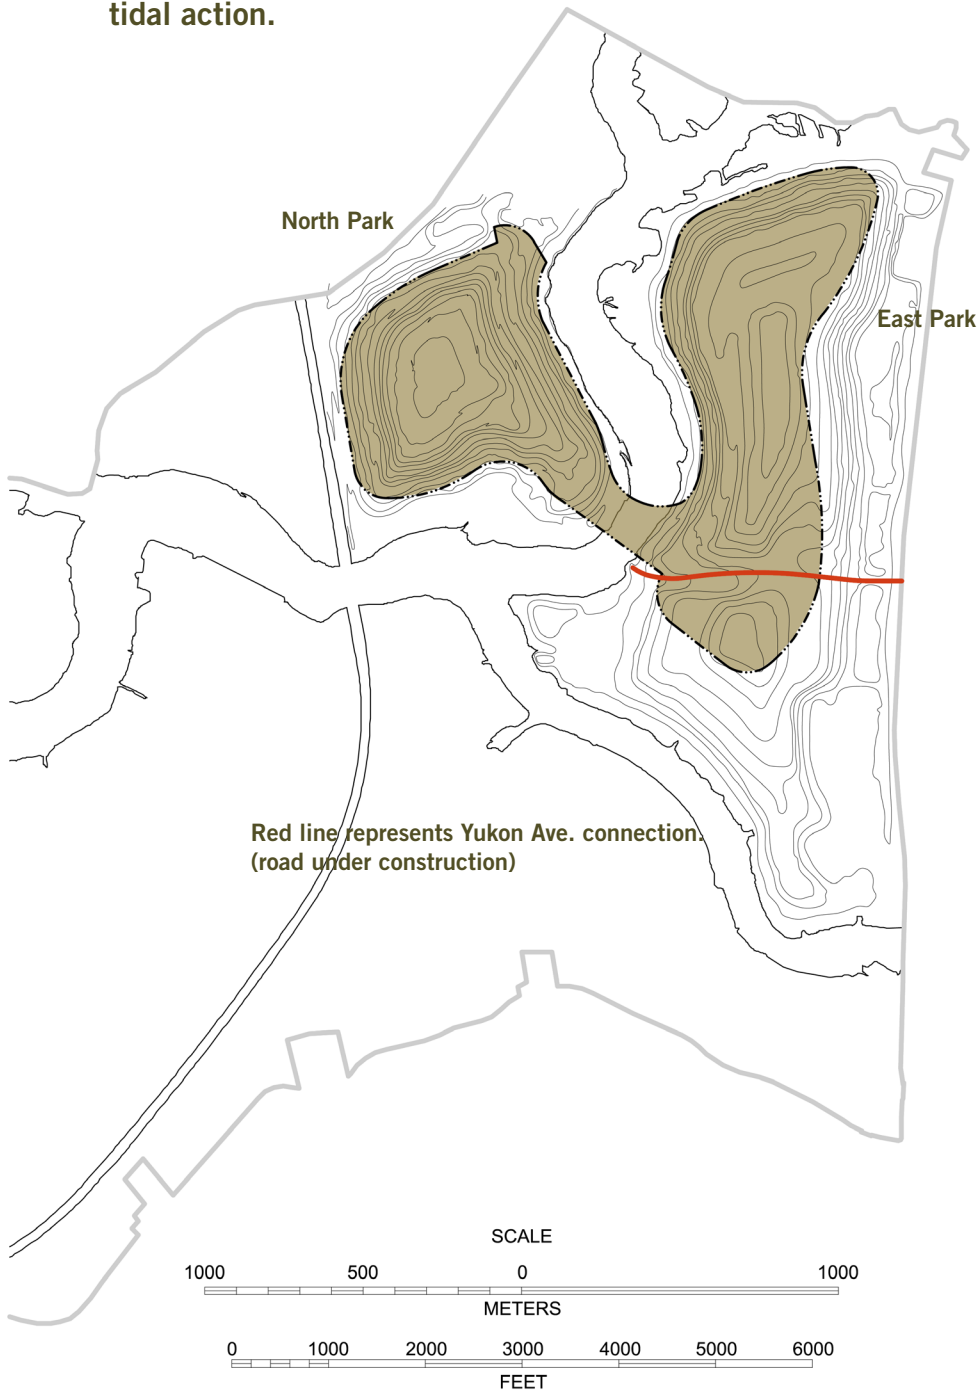 tidal action.
North Park
East Park
Red line represents Yukon Ave. connection.
(road under construction)
SCALE
1000 500 0 1000
METERS
0 1000 2000 3000 4000 5000 6000
FEET